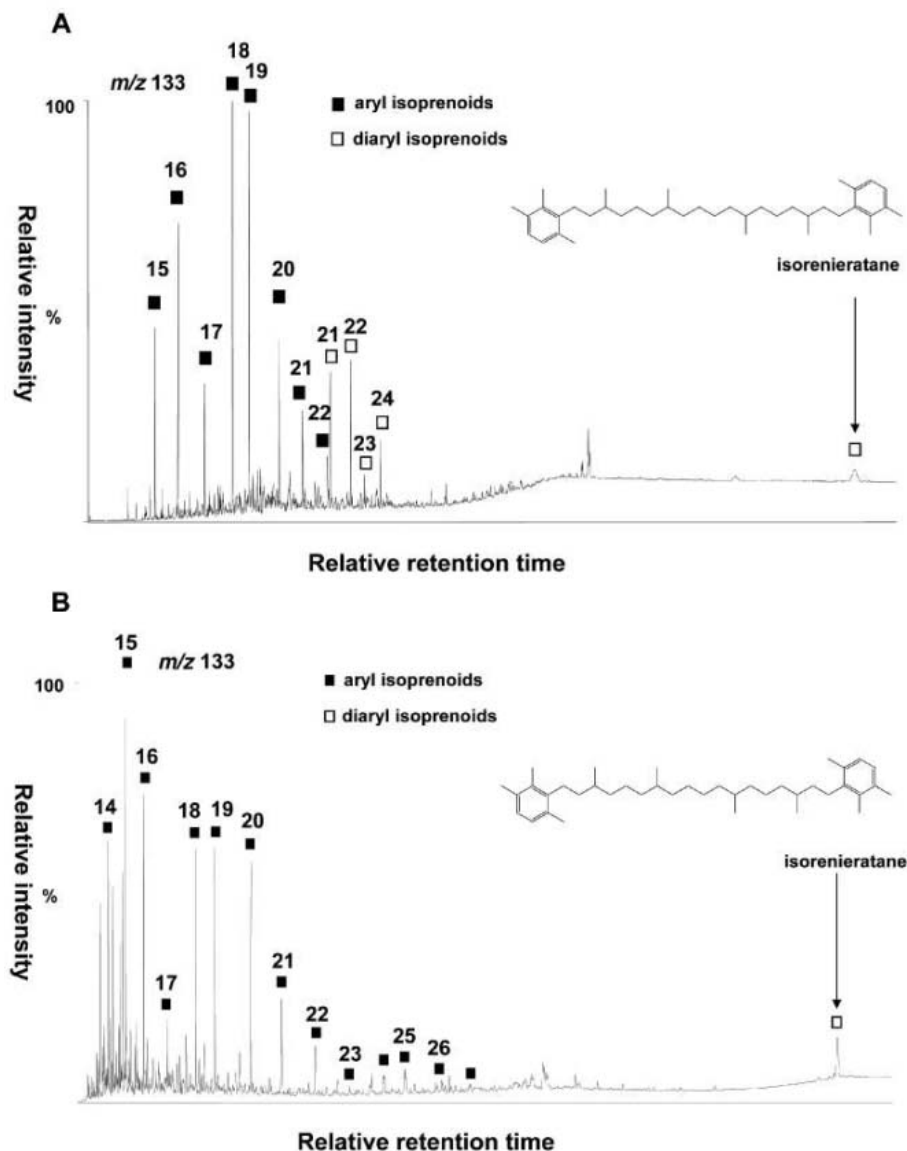 A
18
19
m/z 133
100
aryl isoprenoids
diaryl isoprenoids
16
15
20
isorenieratane
%
17
21
22
21
22
24
23
Relative intensity
Relative retention time
B
15
m/z 133
100
aryl isoprenoids
diaryl isoprenoids
16
14
18
19
20
isorenieratane
%
17
21
22
23
25
26
Relative intensity
Relative retention time